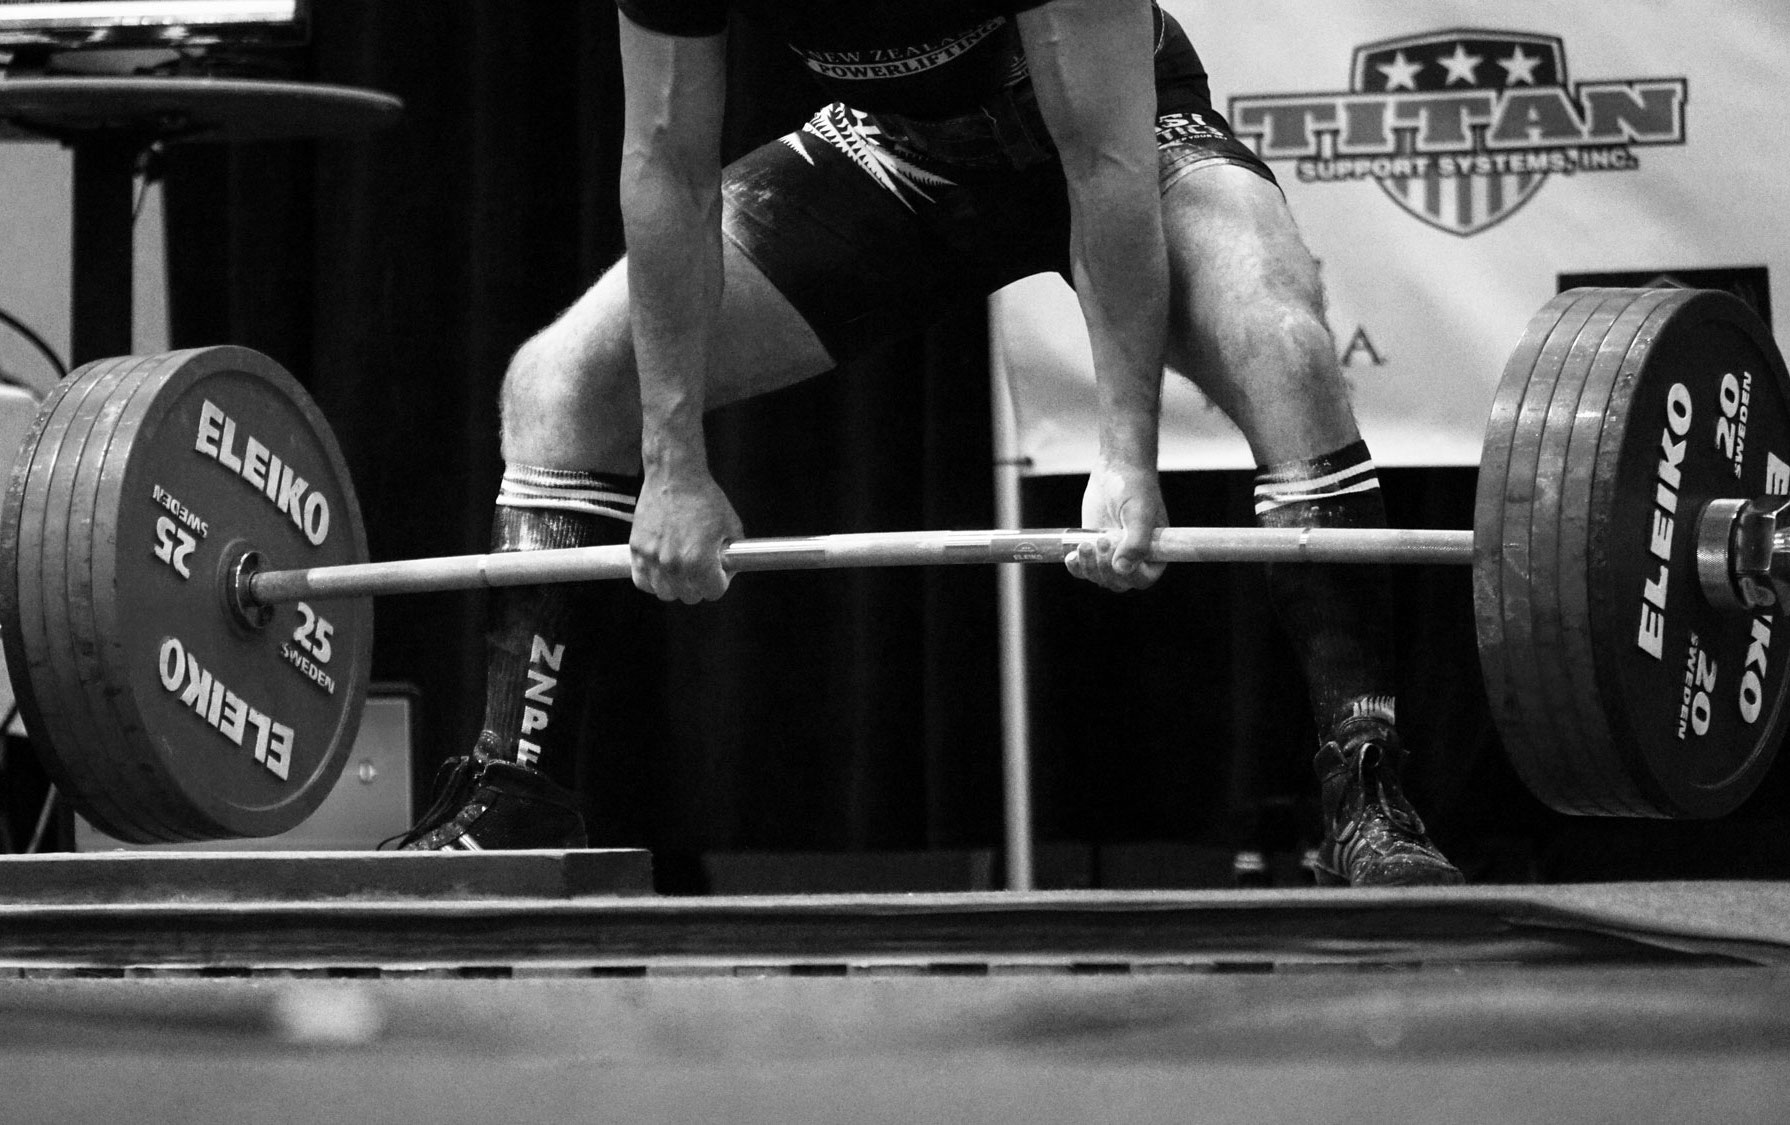 NEW ZEALAND
POWERLIFTING
TITAN
SUPPORT SYSTEMS, INC.
A
ELEIKO
25
SWEDEN
25
SWEDEN
ELEIKO
ELEIKO
NZPF
ELEIKO
20
SWEDEN
20
SWEDEN